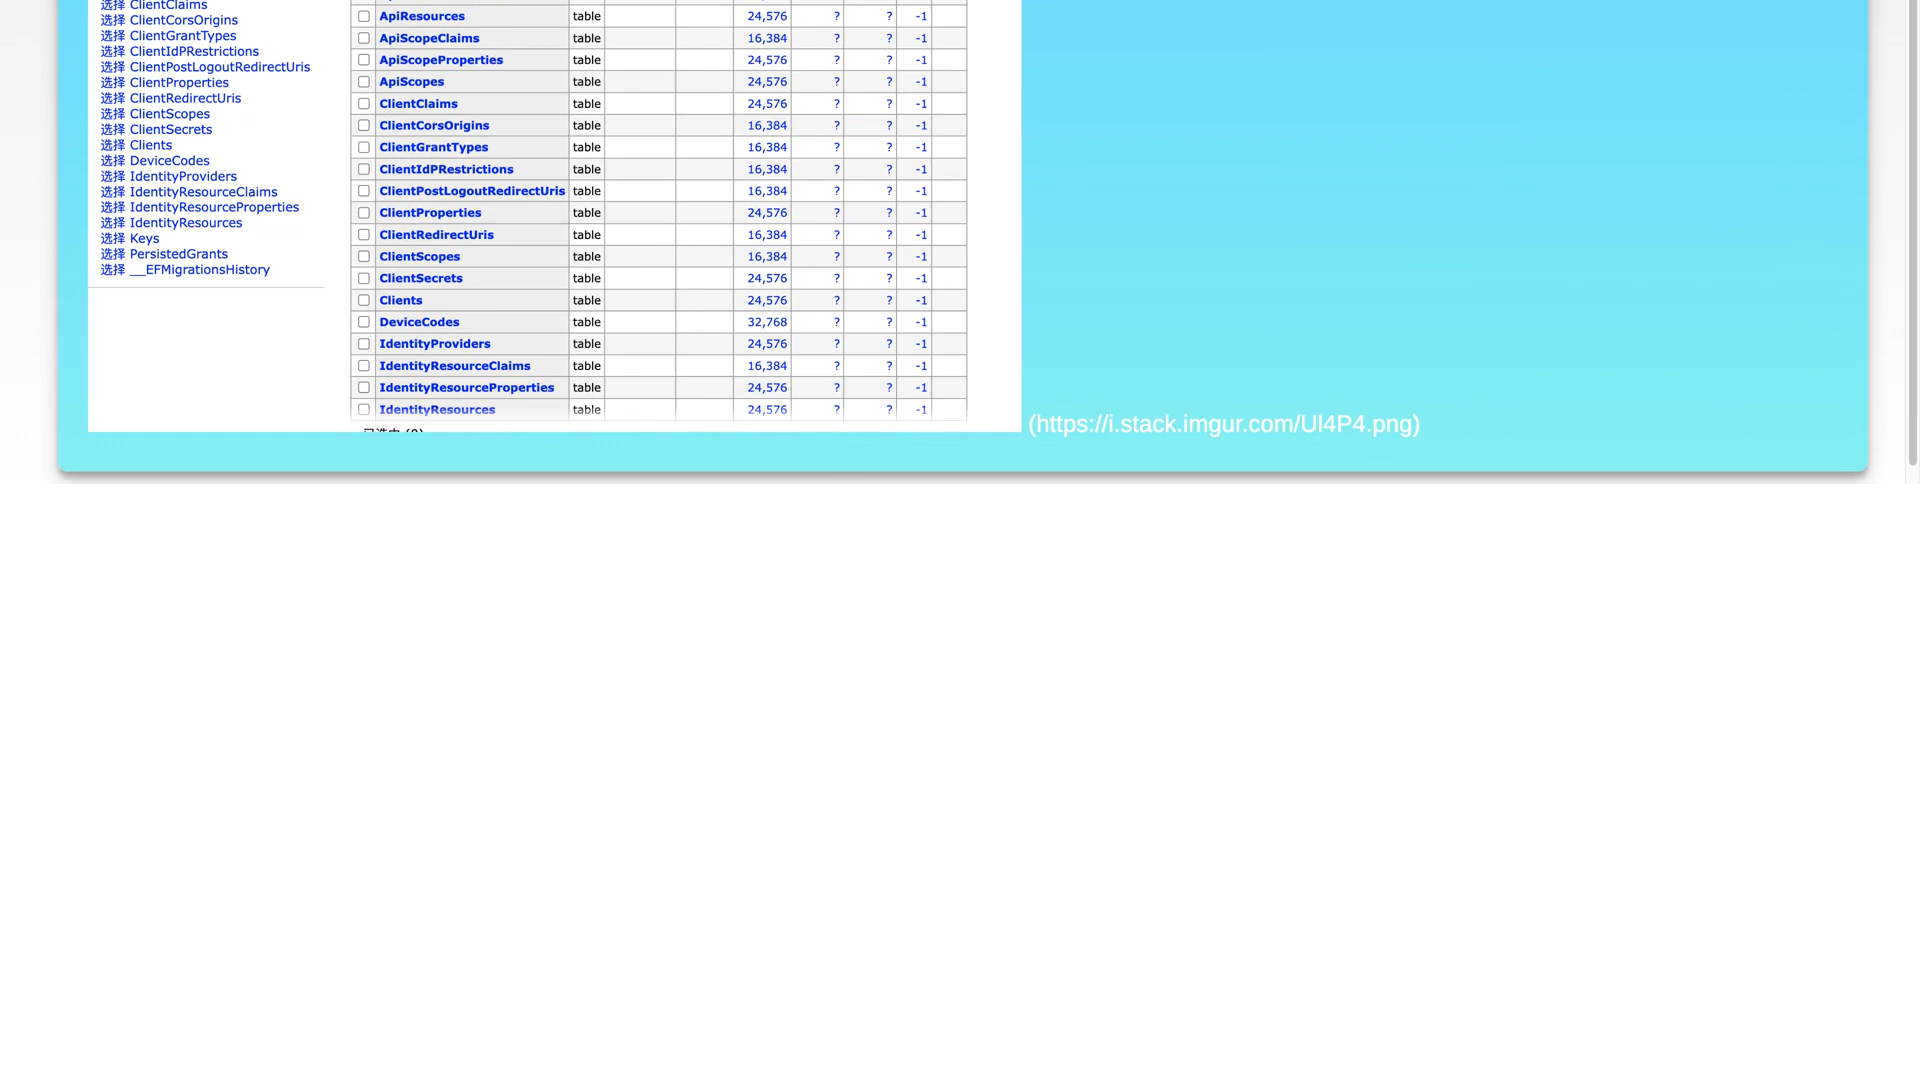 选择 ClientClaims
选择 ClientCorsOrigins
选择 ClientGrantTypes
选择 ClientIdPRestrictions
选择 ClientPostLogoutRedirectUris
选择 ClientProperties
选择 ClientRedirectUris
选择 ClientScopes
选择 ClientSecrets
选择 Clients
选择 DeviceCodes
选择 IdentityProviders
选择 IdentityResourceClaims
选择 IdentityResourceProperties
选择 IdentityResources
选择 Keys
选择 PersistedGrants
选择 __EFMigrationsHistory
ApiResources table 24,576 ? ? -1
ApiScopeClaims table 16,384 ? ? -1
ApiScopeProperties table 24,576 ? ? -1
ApiScopes table 24,576 ? ? -1
ClientClaims table 24,576 ? ? -1
ClientCorsOrigins table 16,384 ? ? -1
ClientGrantTypes table 16,384 ? ? -1
ClientIdPRestrictions table 16,384 ? ? -1
ClientPostLogoutRedirectUris table 16,384 ? ? -1
ClientProperties table 24,576 ? ? -1
ClientRedirectUris table 16,384 ? ? -1
ClientScopes table 16,384 ? ? -1
ClientSecrets table 24,576 ? ? -1
Clients table 24,576 ? ? -1
DeviceCodes table 32,768 ? ? -1
IdentityProviders table 24,576 ? ? -1
IdentityResourceClaims table 16,384 ? ? -1
IdentityResourceProperties table 24,576 ? ? -1
IdentityResources table 24,576 ? ? -1
(https://i.stack.imgur.com/Ul4P4.png)